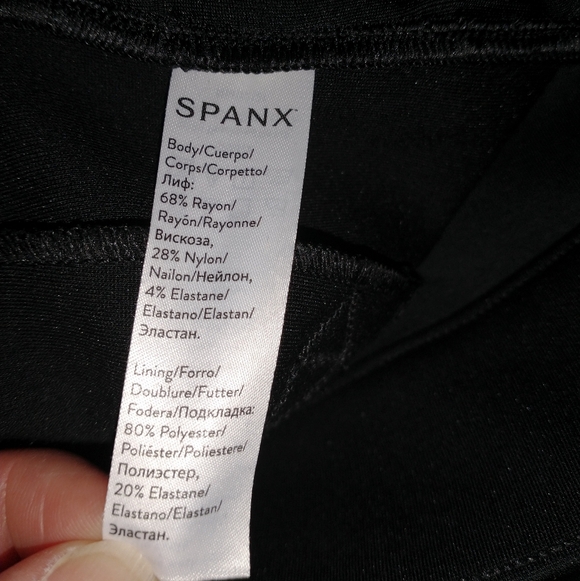 SPANX
Body/Cuerpo/
Corps/Corpetto/
Лиф:
68% Rayon/
Rayón/Rayonne/
Вискоза,
28% Nylon/
Nailon/Нейлон,
4% Elastane/
Elastano/Elastan/
Эластан.
Lining/Forro/
Doublure/Futter/
Fodera/Подкладка:
80% Polyester/
Poliéster/Poliestere/
Полиэстер,
20% Elastane/
Elastano/Elastan/
Эластан.